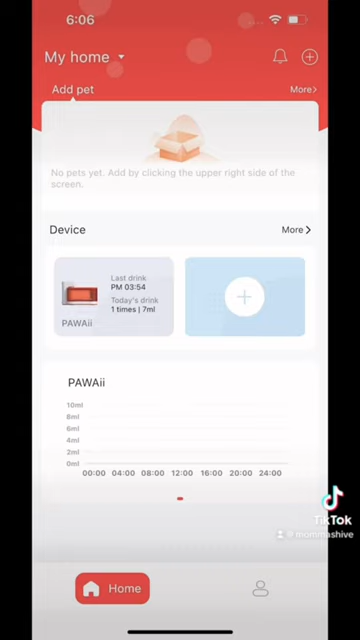 6:06
My home
Add pet
More>
No pets yet. Add by clicking the upper right side of the
screen.
Device
More >
Last drink
PM 03:54
Today's drink
1 times | 7ml
PAWAii
PAWAii
10ml
8ml
6ml
4ml
2ml
0ml
00:00 04:00 08:00 12:00 16:00 20:00 24:00
TikTok
@mommashive
Home